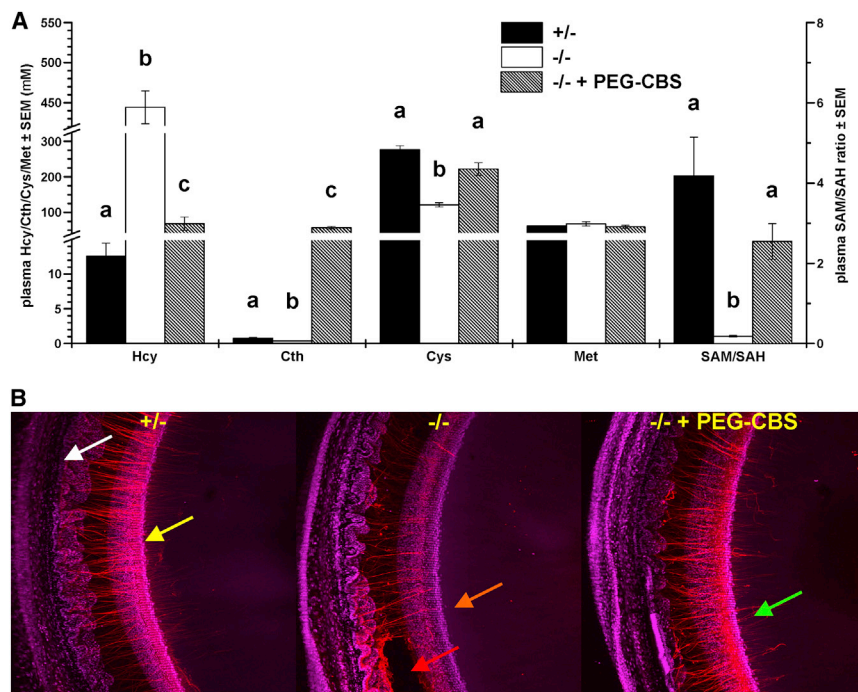 A
plasma Hcy/Cth/Cys/Met ± SEM (mM)
550
450
350
300
200
100
10
5
0
a
b
c
a
b
c
a
b
a
a
b
a
+/-
-/-
-/- + PEG-CBS
8
6
4
2
0
plasma SAM/SAH ratio ± SEM
Hcy
Cth
Cys
Met
SAM/SAH
B
+/-
-/-
-/- + PEG-CBS